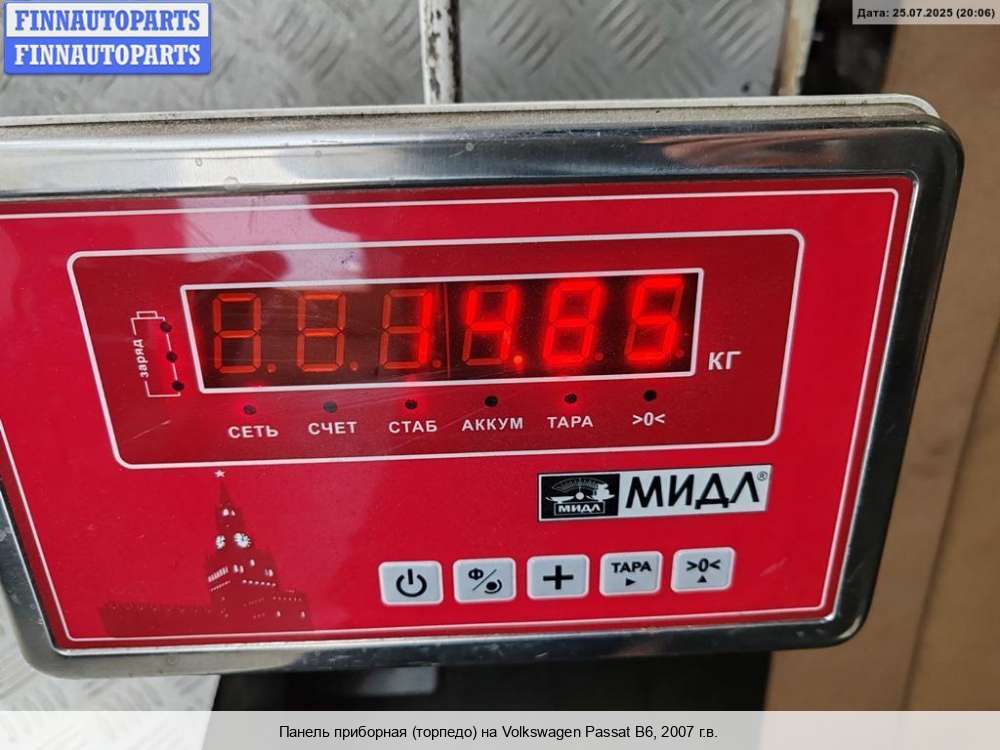 FINNAUTOPARTS
FINNAUTOPARTS
Дата: 25.07.2025 (20:06)
заряд
14.85
КГ
СЕТЬ СЧЕТ СТАБ АККУМ ТАРА >0<
МИДЛ МИДЛ®
Ф ТАРА >0<
Панель приборная (торпедо) на Volkswagen Passat B6, 2007 г.в.